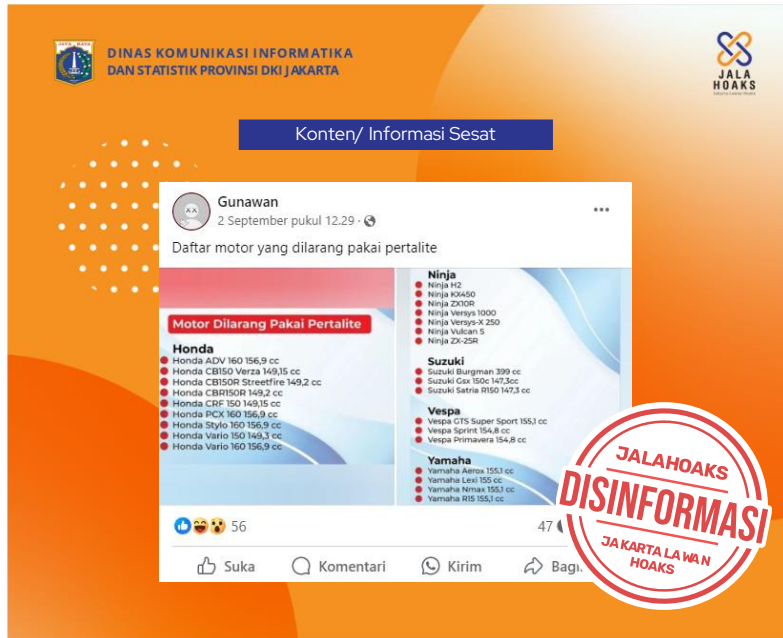 DINAS KOMUNIKASI INFORMATIKA
DAN STATISTIK PROVINSI DKI JAKARTA
JALA
HOAKS
Konten/ Informasi Sesat
Gunawan
2 September pukul 12.29 ·
Daftar motor yang dilarang pakai pertalite
Motor Dilarang Pakai Pertalite
Honda
Honda ADV 160 156,9 cc
Honda CB150 Verza 149,15 cc
Honda CB150R Streetfire 149,2 cc
Honda CBR150R 149,2 cc
Honda CRF 150 149,15 cc
Honda PCX 160 156,9 cc
Honda Stylo 160 156,9 cc
Honda Vario 150 149,3 cc
Honda Vario 160 156,9 cc
Ninja
Ninja H2
Ninja KX450
Ninja ZX10R
Ninja Versys 1000
Ninja Versys-X 250
Ninja Vulcan S
Ninja ZX-25R
Suzuki
Suzuki Burgman 399 cc
Suzuki Gsx 150c 147,3cc
Suzuki Satria R150 147,3 cc
Vespa
Vespa GTS Super Sport 155,1 cc
Vespa Sprint 154,8 cc
Vespa Primavera 154,8 cc
Yamaha
Yamaha Aerox 155,1 cc
Yamaha Lexi 155 cc
Yamaha Nmax 155,1 cc
Yamaha R15 155,1 cc
56
47
Suka
Komentari
Kirim
Bagi
JALAHOAKS
DISINFORMASI
JAKARTA LAWAN
HOAKS